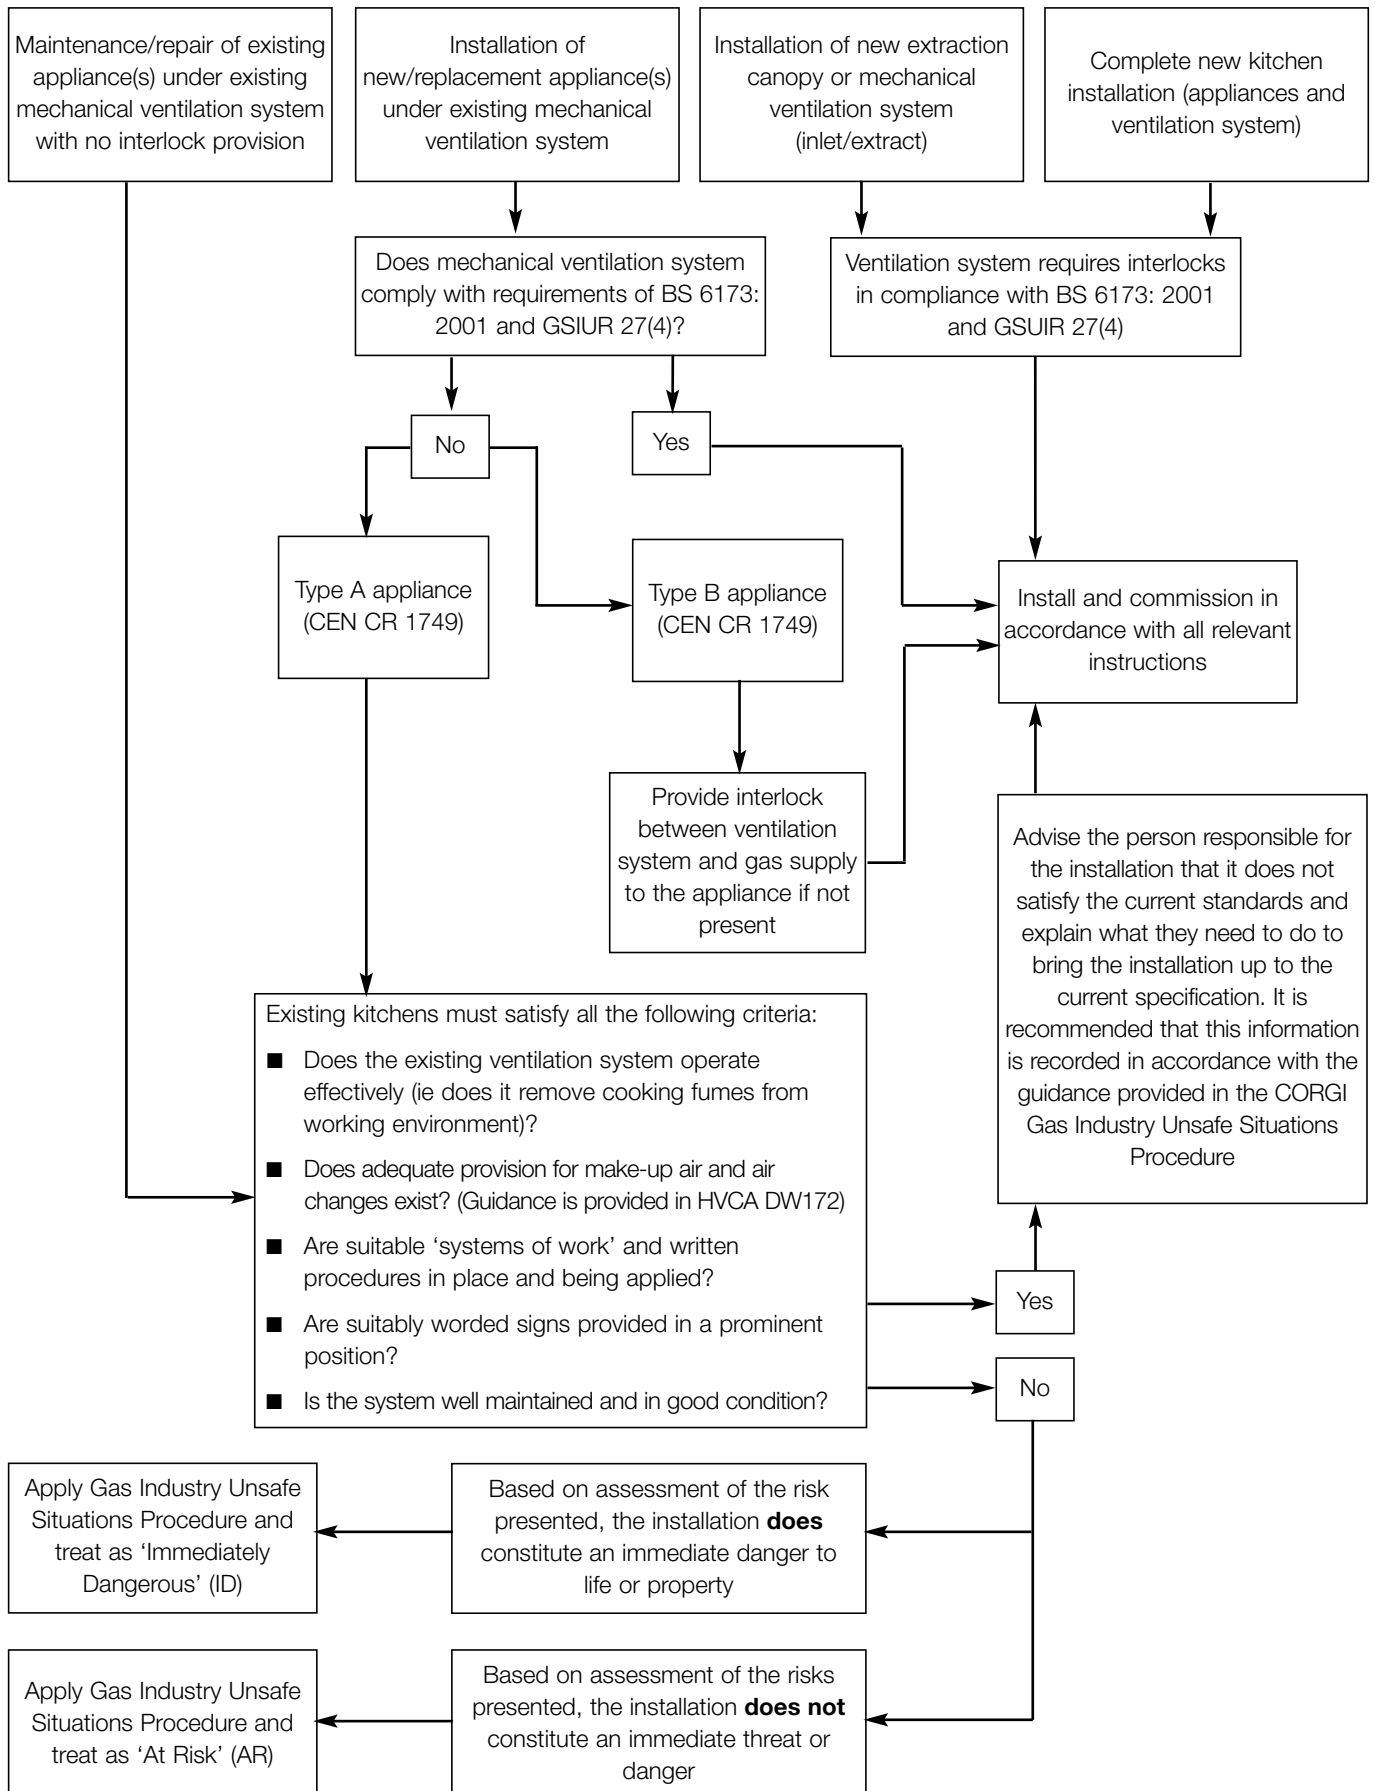 Maintenance/repair of existing
appliance(s) under existing
mechanical ventilation system
with no interlock provision
Installation of
new/replacement appliance(s)
under existing mechanical
ventilation system
Installation of new extraction
canopy or mechanical
ventilation system
(inlet/extract)
Complete new kitchen
installation (appliances and
ventilation system)
Does mechanical ventilation system
comply with requirements of BS 6173:
2001 and GSIUR 27(4)?
Ventilation system requires interlocks
in compliance with BS 6173: 2001
and GSUIR 27(4)
No
Yes
Type A appliance
(CEN CR 1749)
Type B appliance
(CEN CR 1749)
Install and commission in
accordance with all relevant
instructions
Provide interlock
between ventilation
system and gas supply
to the appliance if not
present
Advise the person responsible for
the installation that it does not
satisfy the current standards and
explain what they need to do to
bring the installation up to the
current specification. It is
recommended that this information
is recorded in accordance with the
guidance provided in the CORGI
Gas Industry Unsafe Situations
Procedure
Existing kitchens must satisfy all the following criteria:
■ Does the existing ventilation system operate
effectively (ie does it remove cooking fumes from
working environment)?
■ Does adequate provision for make-up air and air
changes exist? (Guidance is provided in HVCA DW172)
■ Are suitable ‘systems of work’ and written
procedures in place and being applied?
■ Are suitably worded signs provided in a prominent
position?
■ Is the system well maintained and in good condition?
Yes
No
Apply Gas Industry Unsafe
Situations Procedure and
treat as ‘Immediately
Dangerous’ (ID)
Based on assessment of the risk
presented, the installation does
constitute an immediate danger to
life or property
Apply Gas Industry Unsafe
Situations Procedure and
treat as ‘At Risk’ (AR)
Based on assessment of the risks
presented, the installation does not
constitute an immediate threat or
danger